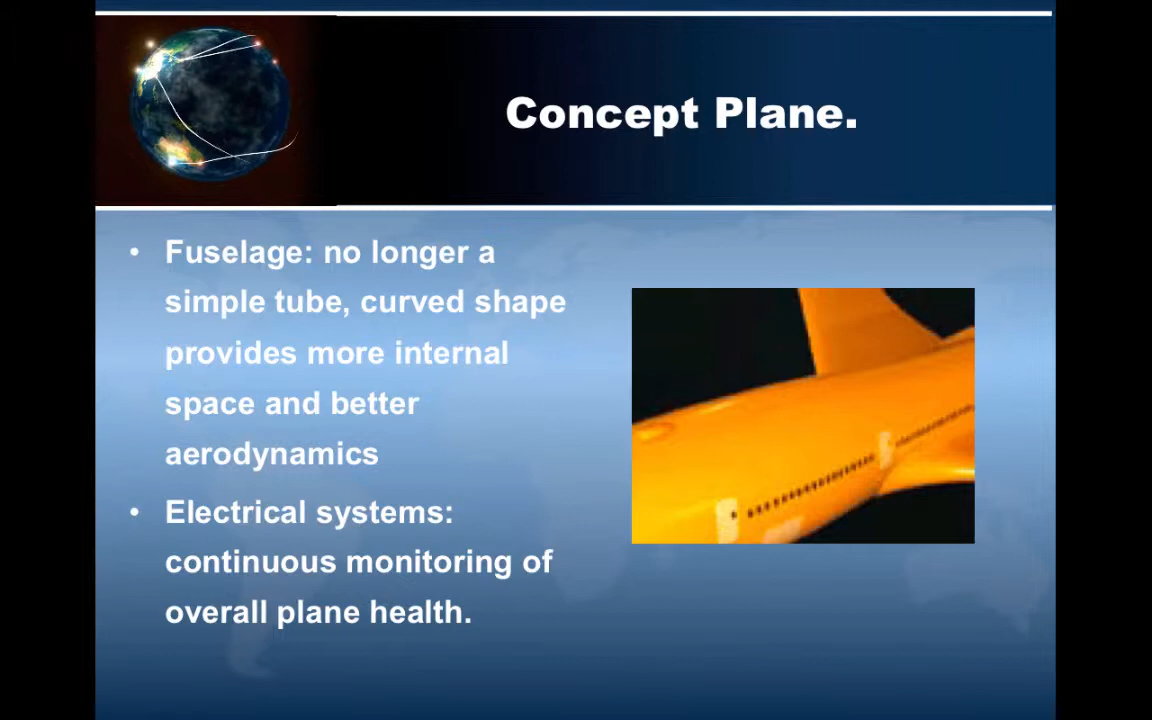 Concept Plane.
• Fuselage: no longer a
simple tube, curved shape
provides more internal
space and better
aerodynamics
• Electrical systems:
continuous monitoring of
overall plane health.